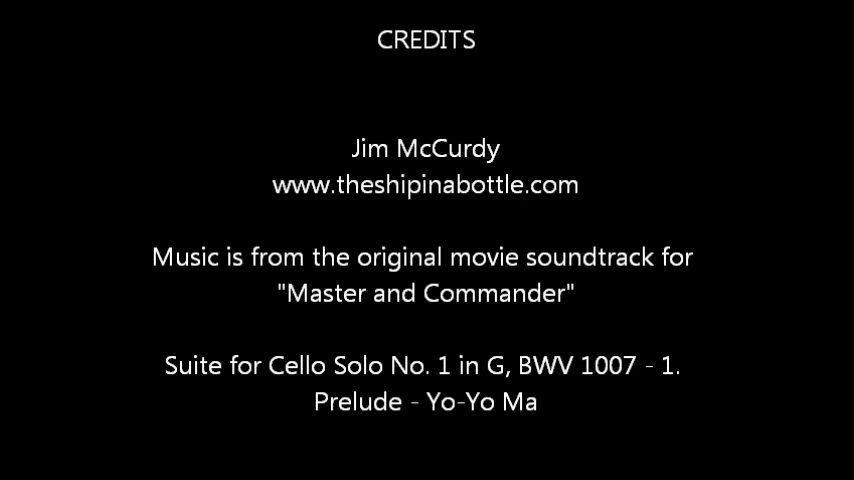 CREDITS
Jim McCurdy
www.theshipinabottle.com
Music is from the original movie soundtrack for
"Master and Commander"
Suite for Cello Solo No. 1 in G, BWV 1007 - 1.
Prelude - Yo-Yo Ma